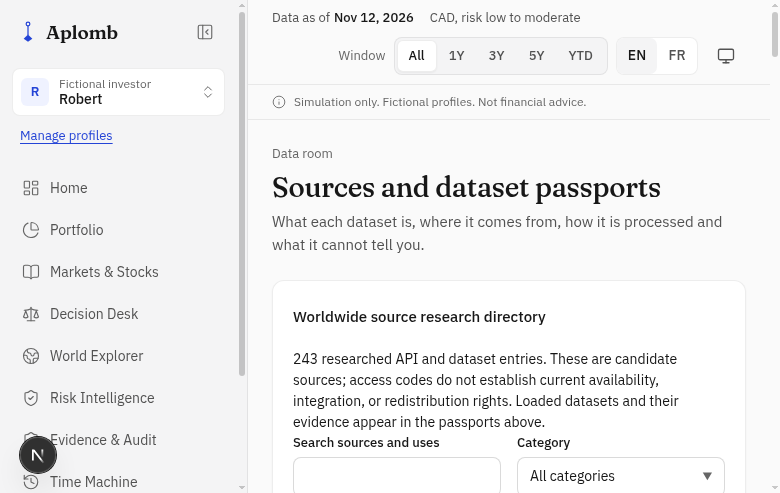 Aplomb
Fictional investor
R
Robert
Manage profiles
Home
Portfolio
Markets & Stocks
Decision Desk
World Explorer
Risk Intelligence
Evidence & Audit
N
Time Machine
Data as of Nov 12, 2026 CAD, risk low to moderate
Window All 1Y 3Y 5Y YTD EN FR
Simulation only. Fictional profiles. Not financial advice.
Data room
Sources and dataset passports
What each dataset is, where it comes from, how it is processed and
what it cannot tell you.
Worldwide source research directory
243 researched API and dataset entries. These are candidate
sources; access codes do not establish current availability,
integration, or redistribution rights. Loaded datasets and their
evidence appear in the passports above.
Search sources and uses Category
All categories